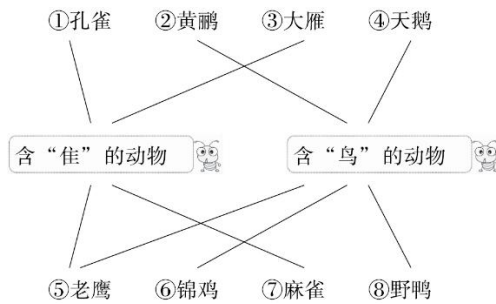 ①孔雀 ②黄鹂 ③大雁 ④天鹅
含“隹”的动物 含“鸟”的动物
⑤老鹰 ⑥锦鸡 ⑦麻雀 ⑧野鸭